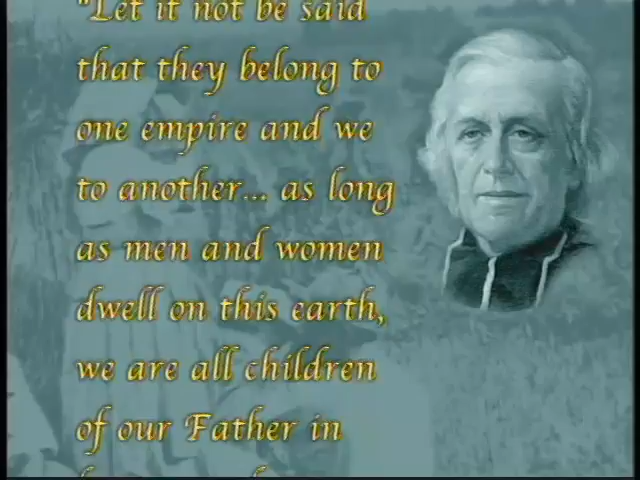 "Let it not be said
that they belong to
one empire and we
to another... as long
as men and women
dwell on this earth,
we are all children
of our Father in